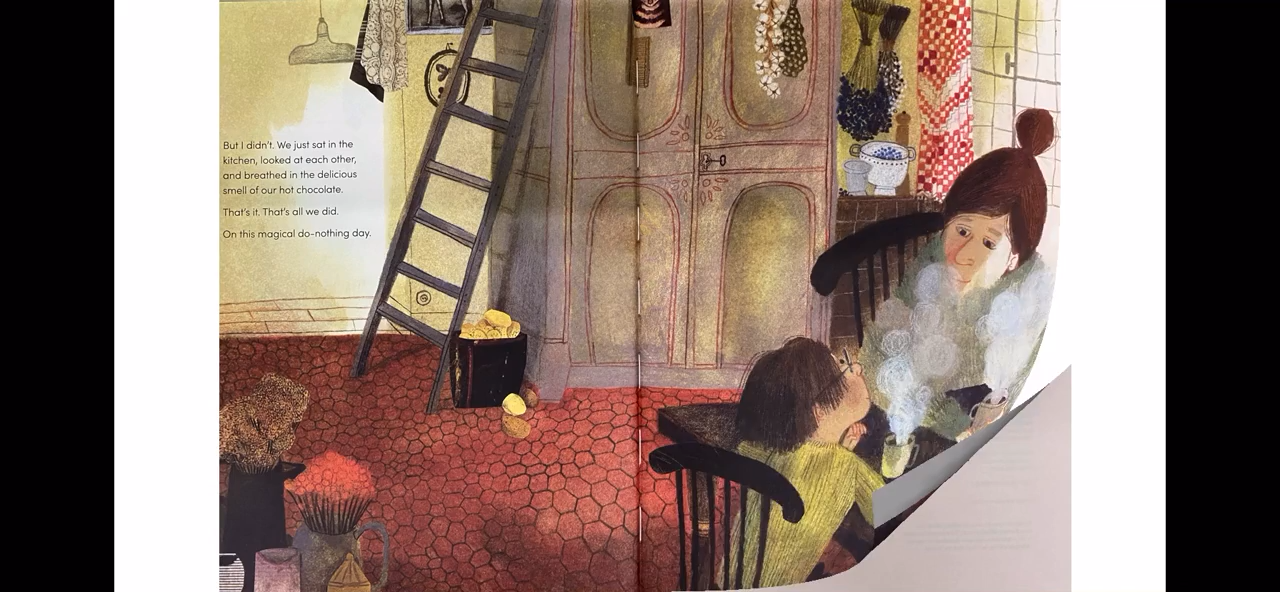 But I didn't. We just sat in the
kitchen, looked at each other,
and breathed in the delicious
smell of our hot chocolate.
That's it. That's all we did.
On this magical do-nothing day.